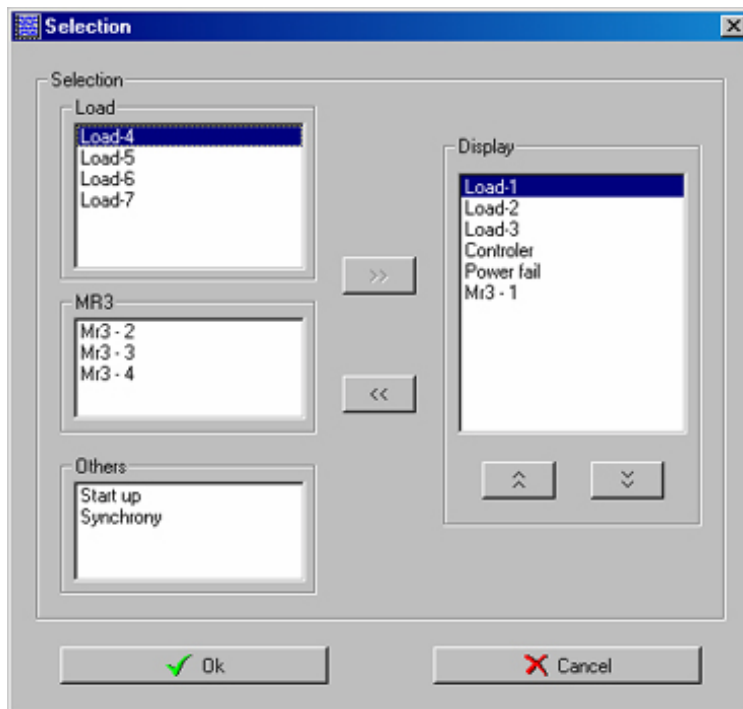 Selection
Selection
Load
Load-4
Load-5
Load-6
Load-7
MR3
Mr3 - 2
Mr3 - 3
Mr3 - 4
Others
Start up
Synchrony
>>
<<
Display
Load-1
Load-2
Load-3
Controler
Power fail
Mr3 - 1
Ok
Cancel